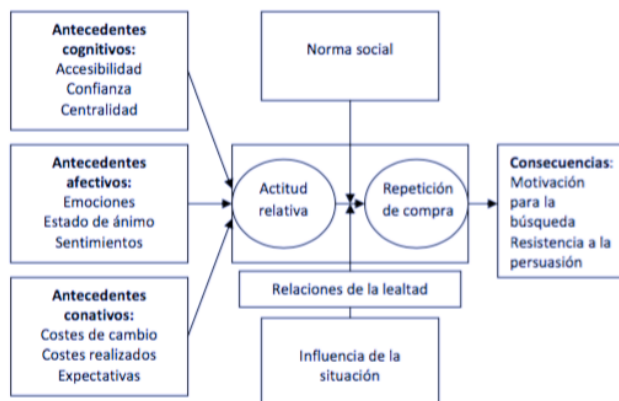 Antecedentes
cognitivos:
Accesibilidad
Confianza
Centralidad
Norma social
Antecedentes
afectivos:
Emociones
Estado de ánimo
Sentimientos
Actitud
relativa
Repetición
de compra
Consecuencias:
Motivación
para la
búsqueda
Resistencia a la
persuasión
Antecedentes
conativos:
Costes de cambio
Costes realizados
Expectativas
Relaciones de la lealtad
Influencia de la
situación